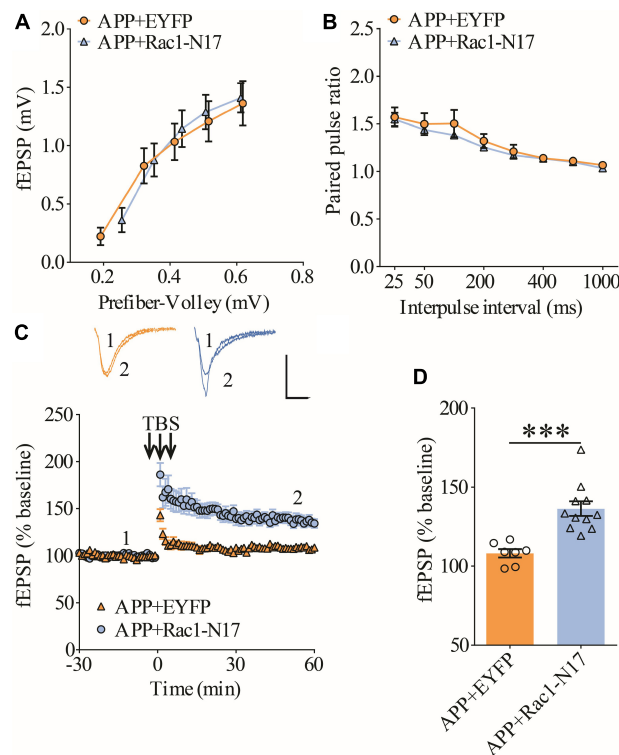 A
APP+EYFP
APP+Rac1-N17
fEPSP (mV)
2.0
1.5
1.0
0.5
0.0
0.2 0.4 0.6 0.8
Prefiber-Volley (mV)
B
APP+EYFP
APP+Rac1-N17
Paired pulse ratio
2.5
2.0
1.5
1.0
0.5
0.0
25 50 200 400 1000
Interpulse interval (ms)
C
1
2
1
2
fEPSP (% baseline)
250
200
150
100
50
0
TBS
1
2
APP+EYFP
APP+Rac1-N17
-30 0 30 60
Time (min)
D
***
fEPSP (% baseline)
200
150
100
50
APP+EYFP
APP+Rac1-N17